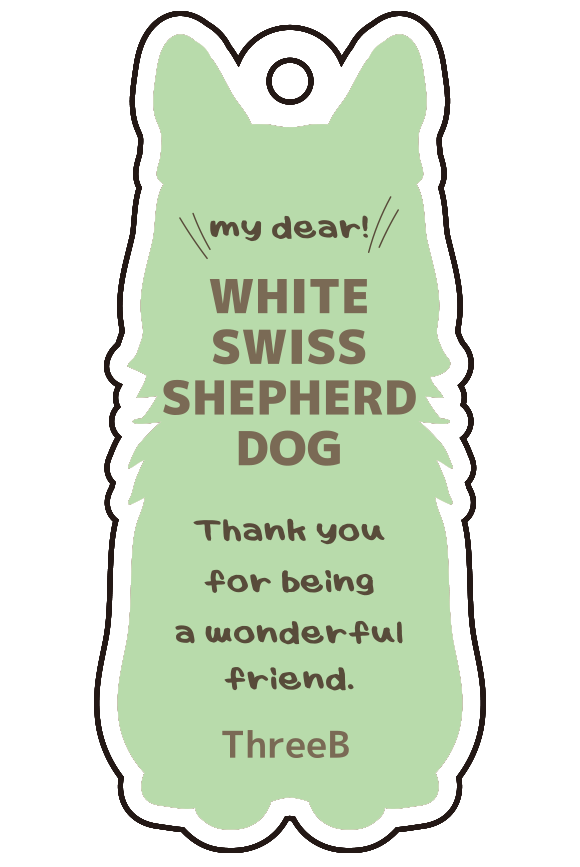 my dear!
WHITE
SWISS
SHEPHERD
DOG
Thank you
for being
a wonderful
friend.
ThreeB